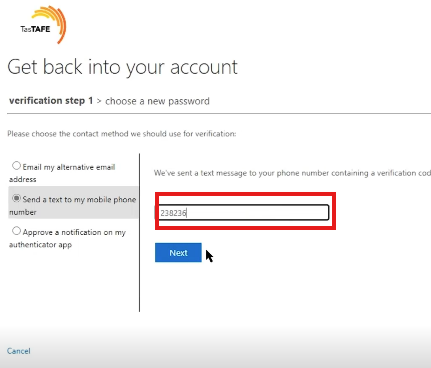 TasTAFE
Get back into your account
verification step 1 > choose a new password
Please choose the contact method we should use for verification:
Email my alternative email
address
Send a text to my mobile phone
number
Approve a notification on my
authenticator app
We've sent a text message to your phone number containing a verification cod
238236
Next
Cancel